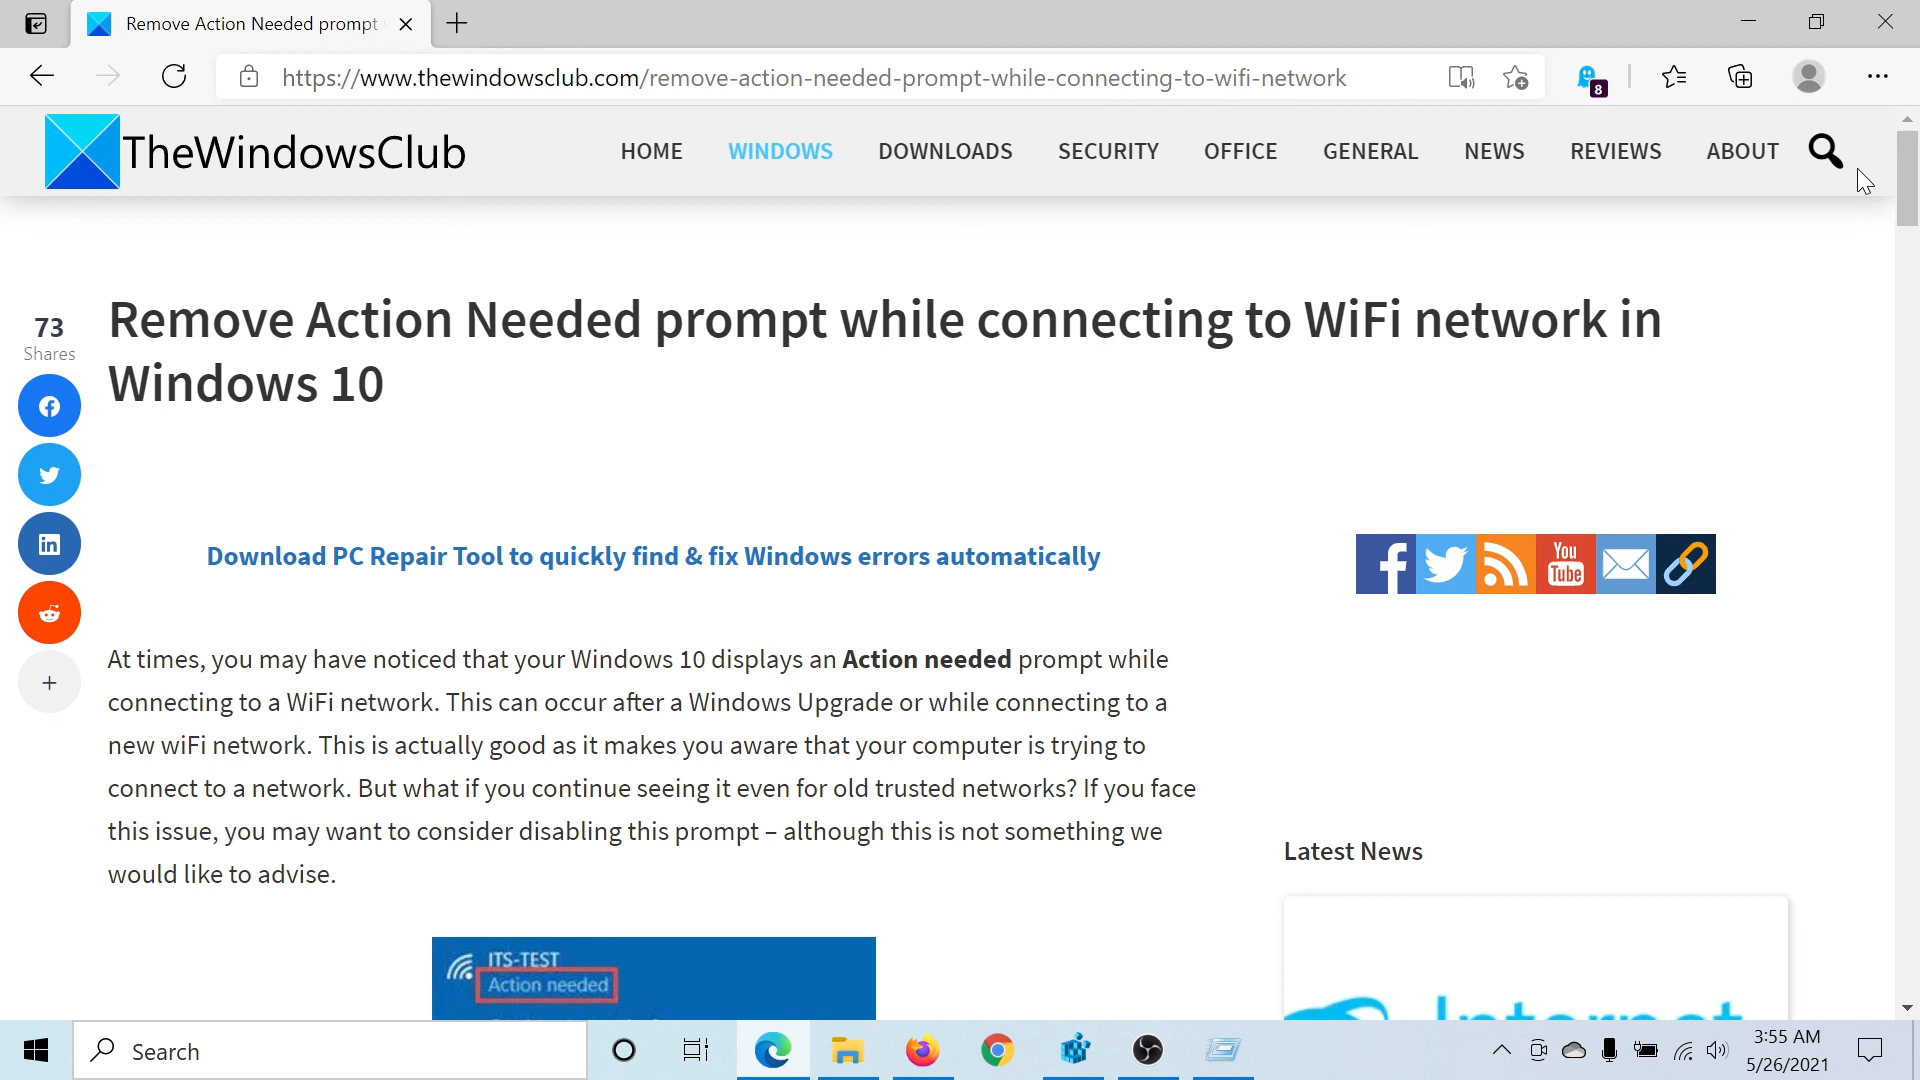 Remove Action Needed prompt
https://www.thewindowsclub.com/remove-action-needed-prompt-while-connecting-to-wifi-network
8
TheWindowsClub
HOME WINDOWS DOWNLOADS SECURITY OFFICE GENERAL NEWS REVIEWS ABOUT
73
Shares
Remove Action Needed prompt while connecting to WiFi network in
Windows 10
Download PC Repair Tool to quickly find & fix Windows errors automatically
You
Tube
At times, you may have noticed that your Windows 10 displays an Action needed prompt while
connecting to a WiFi network. This can occur after a Windows Upgrade or while connecting to a
new wiFi network. This is actually good as it makes you aware that your computer is trying to
connect to a network. But what if you continue seeing it even for old trusted networks? If you face
this issue, you may want to consider disabling this prompt – although this is not something we
would like to advise.
ITS-TEST
Action needed
Latest News
Internet
Search
3:55 AM
5/26/2021